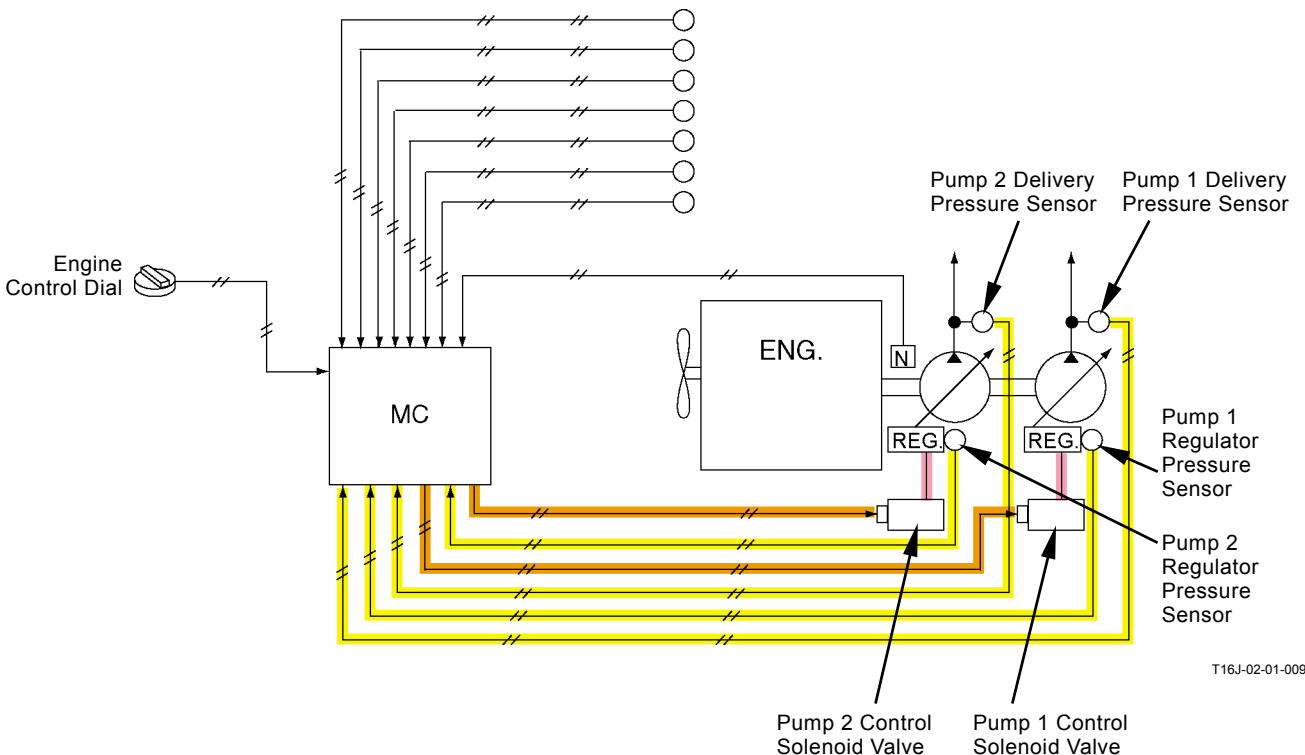 Pump 2 Delivery
Pressure Sensor
Pump 1 Delivery
Pressure Sensor
Engine
Control Dial
ENG.
N
MC
REG.
REG.
Pump 1
Regulator
Pressure
Sensor
Pump 2
Regulator
Pressure
Sensor
T16J-02-01-009
Pump 2 Control
Solenoid Valve
Pump 1 Control
Solenoid Valve